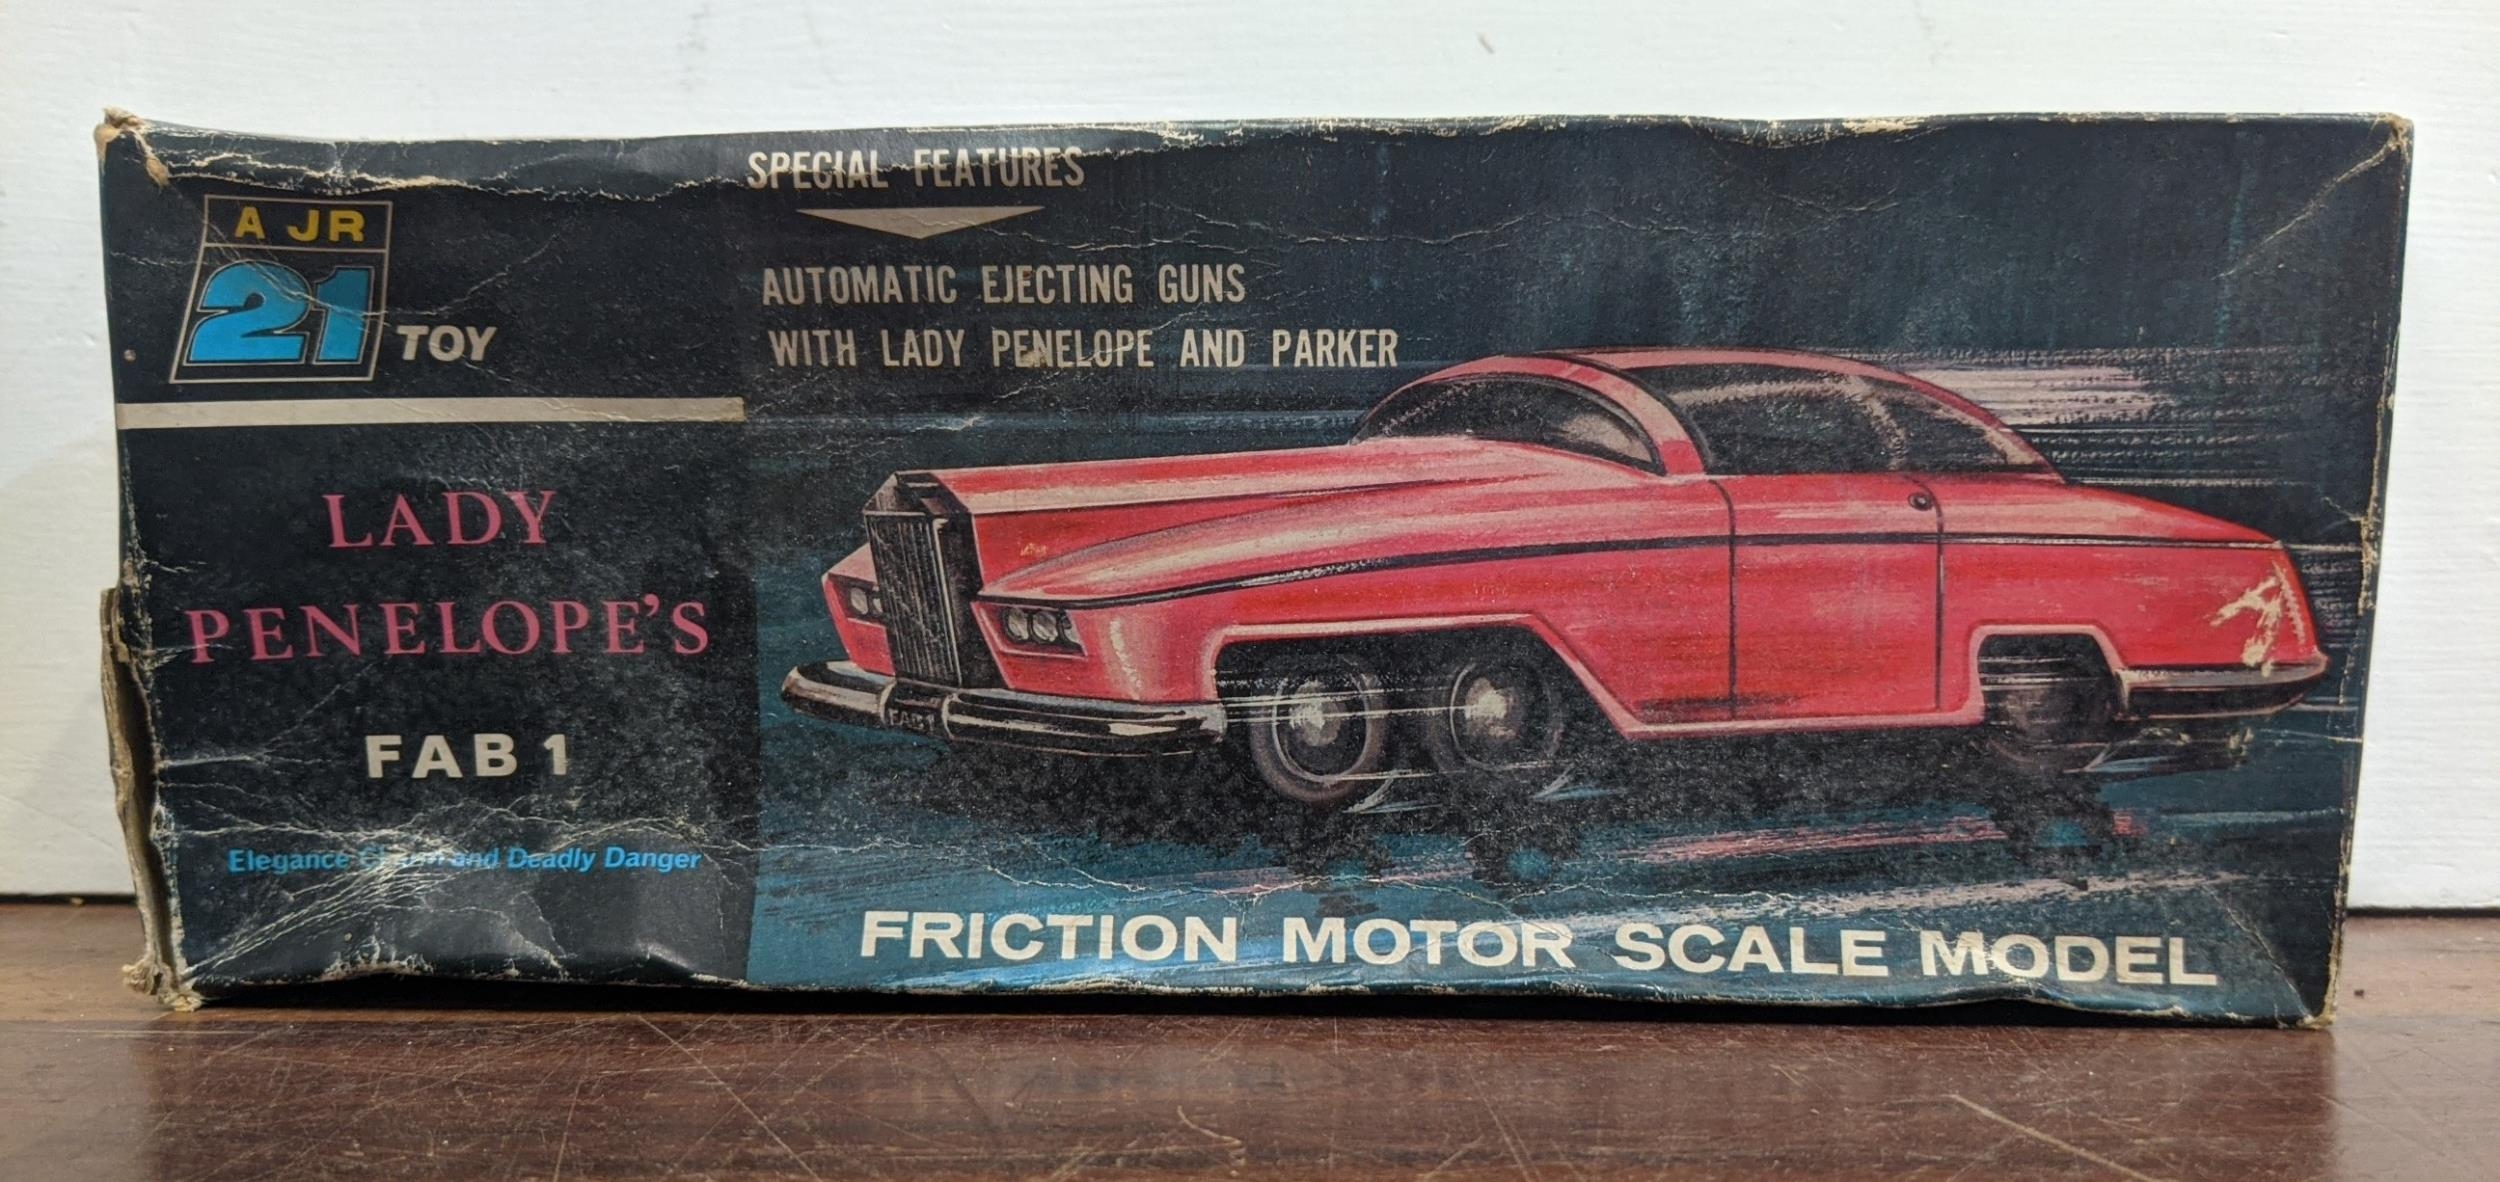 A JR
21
TOY
SPECIAL FEATURES
AUTOMATIC EJECTING GUNS
WITH LADY PENELOPE AND PARKER
LADY
PENELOPE'S
FAB 1
Elegance Charm and Deadly Danger
FAB 1
FRICTION MOTOR SCALE MODEL